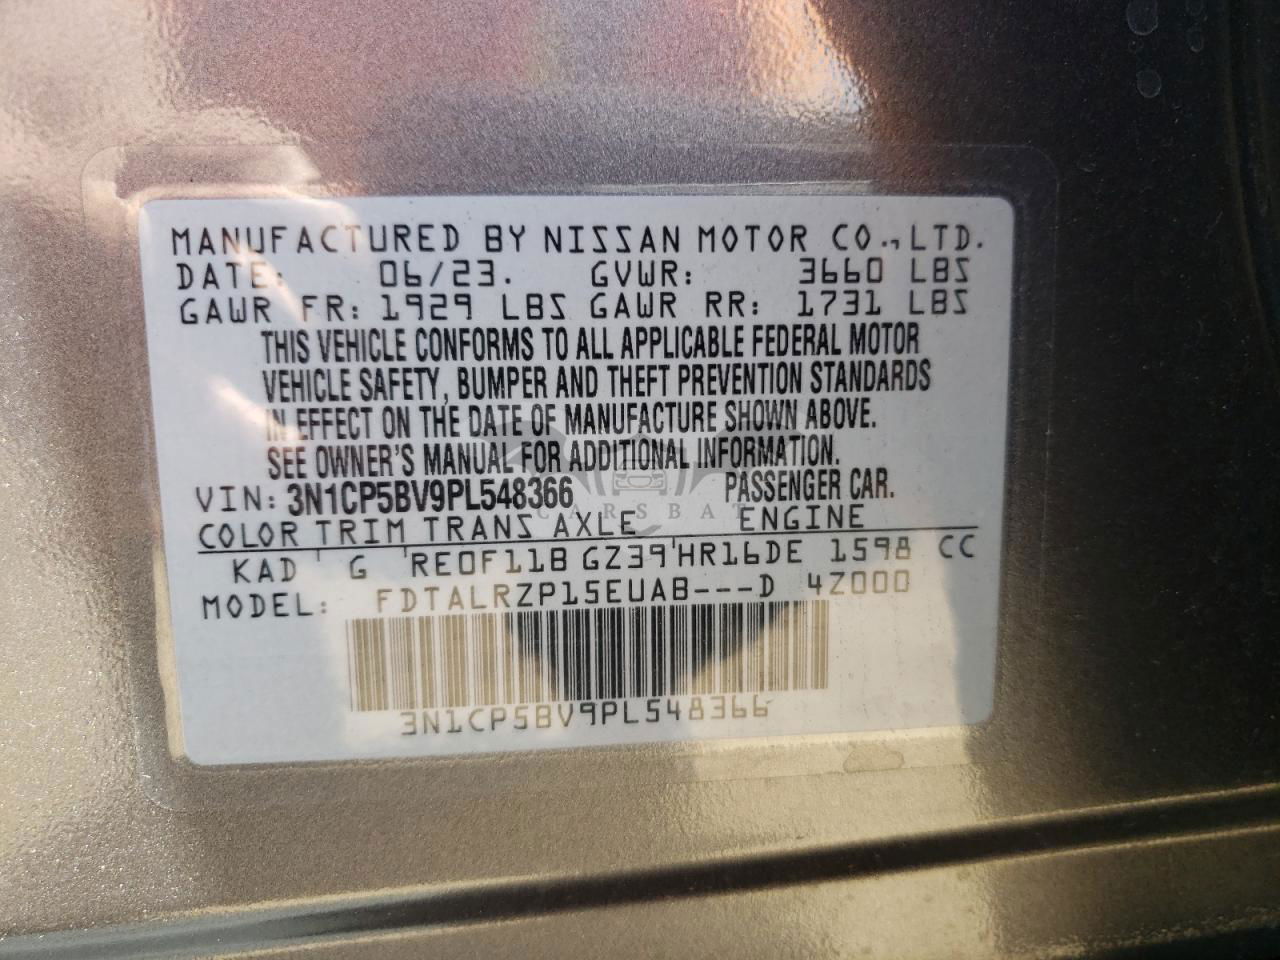 MANUFACTURED BY NISSAN MOTOR CO., LTD.
DATE: 06/23. GVWR: 3660 LBS
GAWR FR: 1929 LBS GAWR RR: 1731 LBS
THIS VEHICLE CONFORMS TO ALL APPLICABLE FEDERAL MOTOR
VEHICLE SAFETY, BUMPER AND THEFT PREVENTION STANDARDS
IN EFFECT ON THE DATE OF MANUFACTURE SHOWN ABOVE.
SEE OWNER'S MANUAL FOR ADDITIONAL INFORMATION.
VIN: 3N1CP5BV9PL548366 PASSENGER CAR.
CARSBAT
COLOR TRIM TRANS AXLE ENGINE
KAD ' G 'RE0F11B GZ39'HR16DE 1598 CC
MODEL: FDTALRZP15EUAB---D 4Z000
3N1CP5BV9PL548366